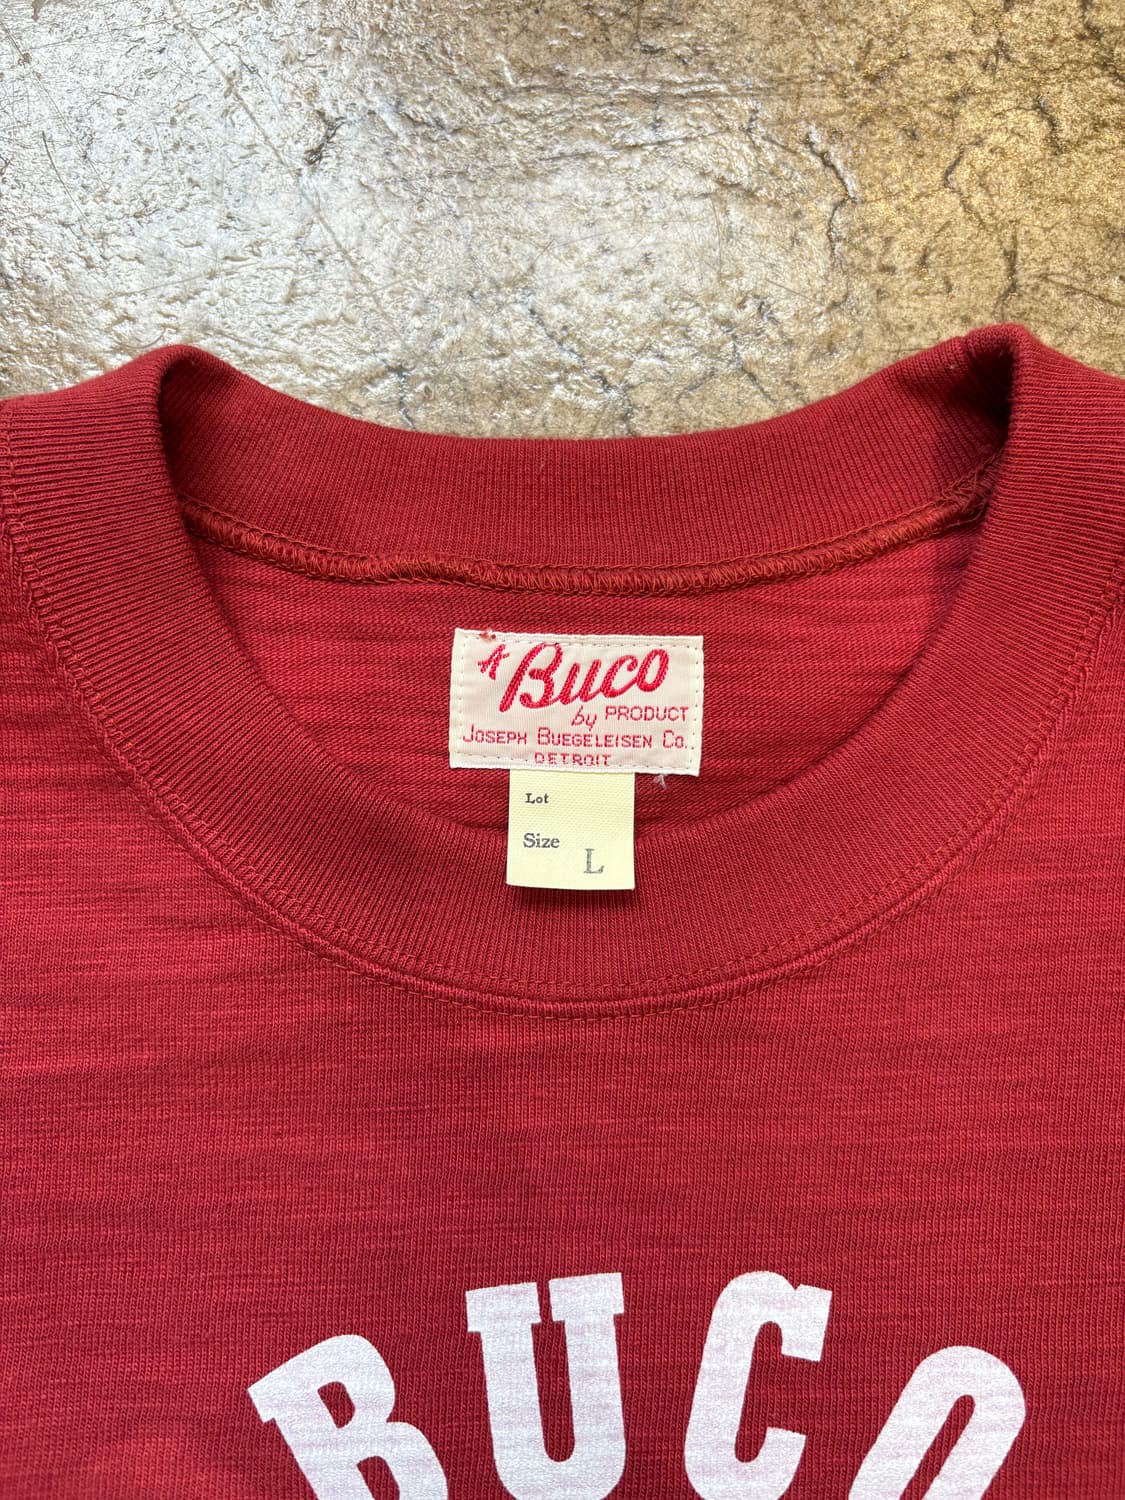 A Buco
by PRODUCT
JOSEPH BUEGELEISEN CO.
DETROIT
Lot
Size L
BUCO